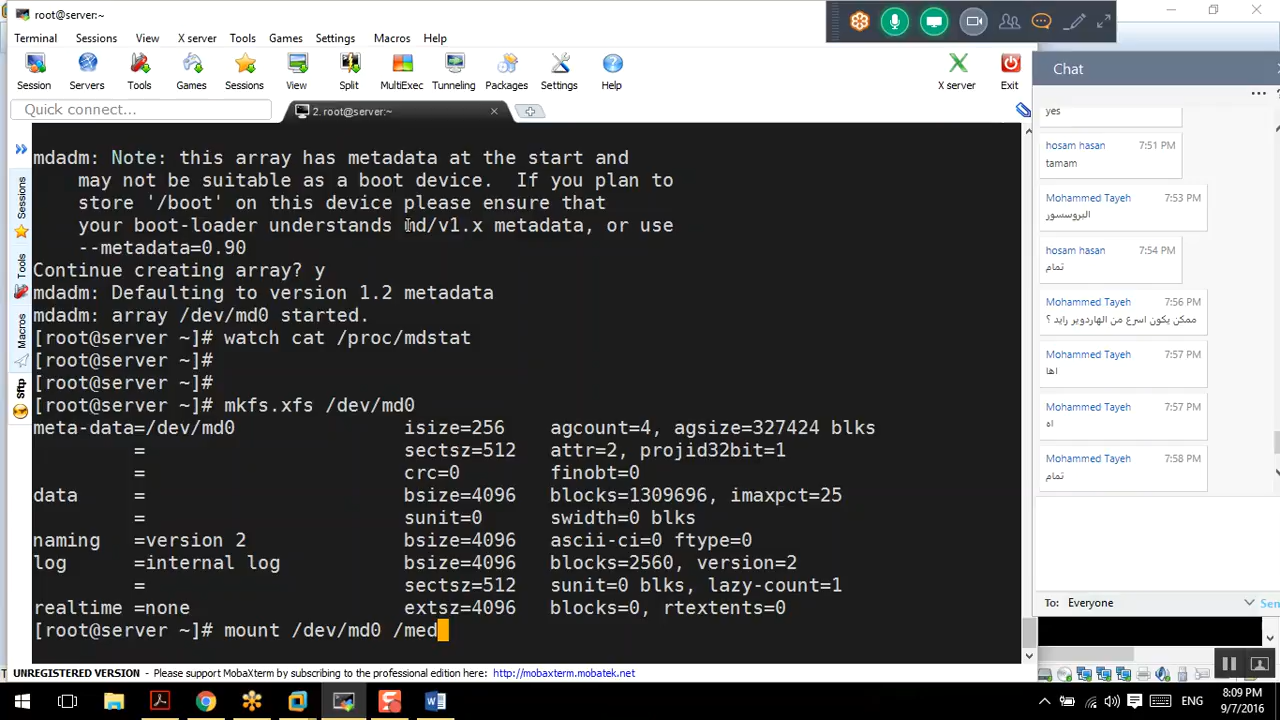 root@server:~
Terminal Sessions View X server Tools Games Settings Macros Help
Session Servers Tools Games Sessions View Split MultiExec Tunneling Packages Settings Help X server Exit
Quick connect...
2. root@server:~
Sessions
Tools
Macros
Sftp
mdadm: Note: this array has metadata at the start and
may not be suitable as a boot device. If you plan to
store '/boot' on this device please ensure that
your boot-loader understands md/v1.x metadata, or use
--metadata=0.90
Continue creating array? y
mdadm: Defaulting to version 1.2 metadata
mdadm: array /dev/md0 started.
[root@server ~]# watch cat /proc/mdstat
[root@server ~]#
[root@server ~]#
[root@server ~]# mkfs.xfs /dev/md0
meta-data=/dev/md0 isize=256 agcount=4, agsize=327424 blks
= sectsz=512 attr=2, projid32bit=1
= crc=0 finobt=0
data = bsize=4096 blocks=1309696, imaxpct=25
= sunit=0 swidth=0 blks
naming =version 2 bsize=4096 ascii-ci=0 ftype=0
log =internal log bsize=4096 blocks=2560, version=2
= sectsz=512 sunit=0 blks, lazy-count=1
realtime =none extsz=4096 blocks=0, rtextents=0
[root@server ~]# mount /dev/md0 /med
UNREGISTERED VERSION - Please support MobaXterm by subscribing to the professional edition here: http://mobaxterm.mobatek.net
Chat
yes
hosam hasan 7:51 PM
tamam
Mohammed Tayeh 7:53 PM
البروسسور
hosam hasan 7:54 PM
تمام
Mohammed Tayeh 7:56 PM
ممكن يكون اسرع من الهاردوير رايد ؟
Mohammed Tayeh 7:57 PM
اها
Mohammed Tayeh 7:57 PM
اه
Mohammed Tayeh 7:58 PM
تمام
To: Everyone
ENG
8:09 PM
9/7/2016